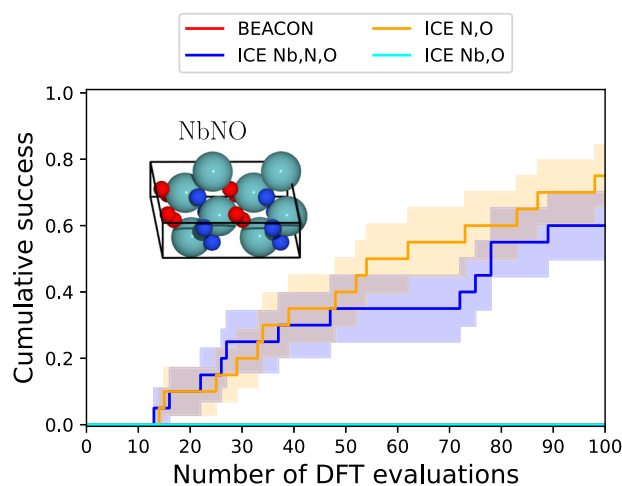 BEACON
ICE Nb,N,O
ICE N,O
ICE Nb,O
NbNO
Cumulative success
1.0
0.8
0.6
0.4
0.2
0.0
0 10 20 30 40 50 60 70 80 90 100
Number of DFT evaluations